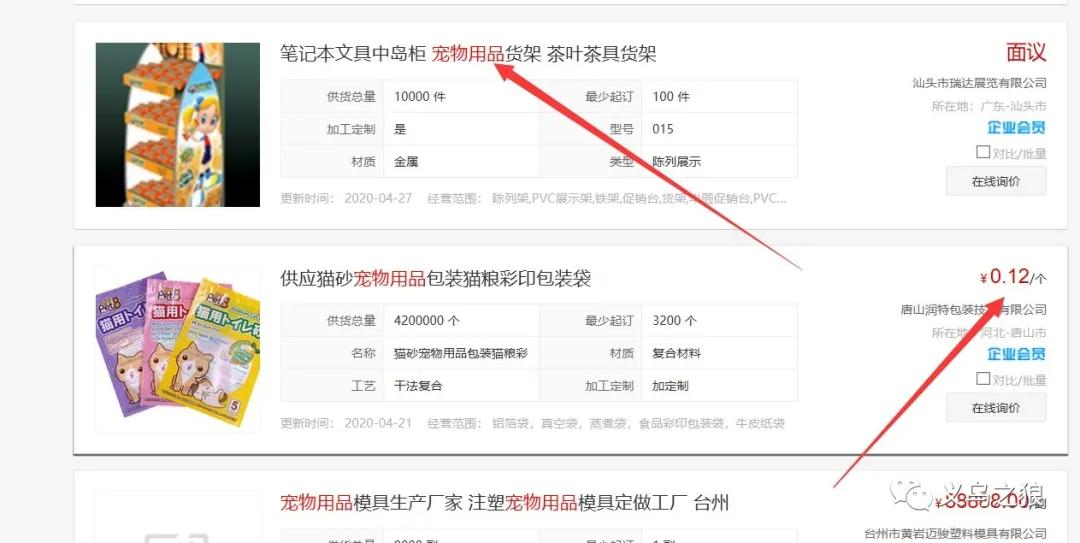 笔记本文具中岛柜 宠物用品货架 茶叶茶具货架
面议
供货总量 10000 件 最少起订 100 件
汕头市瑞达展览有限公司
所在地：广东-汕头市
加工定制 是 型号 015
企业会员
对比/批量
材质 金属 类型 陈列展示
在线询价
更新时间： 2020-04-27 经营范围： 陈列架,PVC展示架,铁架,促销台,货架,半圆促销台,PVC...
供应猫砂宠物用品包装猫粮彩印包装袋
¥0.12/个
供货总量 4200000 个 最少起订 3200 个
唐山润特包装技术有限公司
所在地：河北-唐山市
名称 猫砂宠物用品包装猫粮彩 材质 复合材料
企业会员
对比/批量
工艺 干法复合 加工定制 加定制
在线询价
更新时间： 2020-04-21 经营范围： 铝箔袋，真空袋，蒸煮袋，食品彩印包装袋，牛皮纸袋
Pet
猫用トイレ
Pet
猫用
Pet
猫用トイレ
5
宠物用品模具生产厂家 注塑宠物用品模具定做工厂 台州
义乌之狼
台州市黄岩迈骏塑料模具有限公司